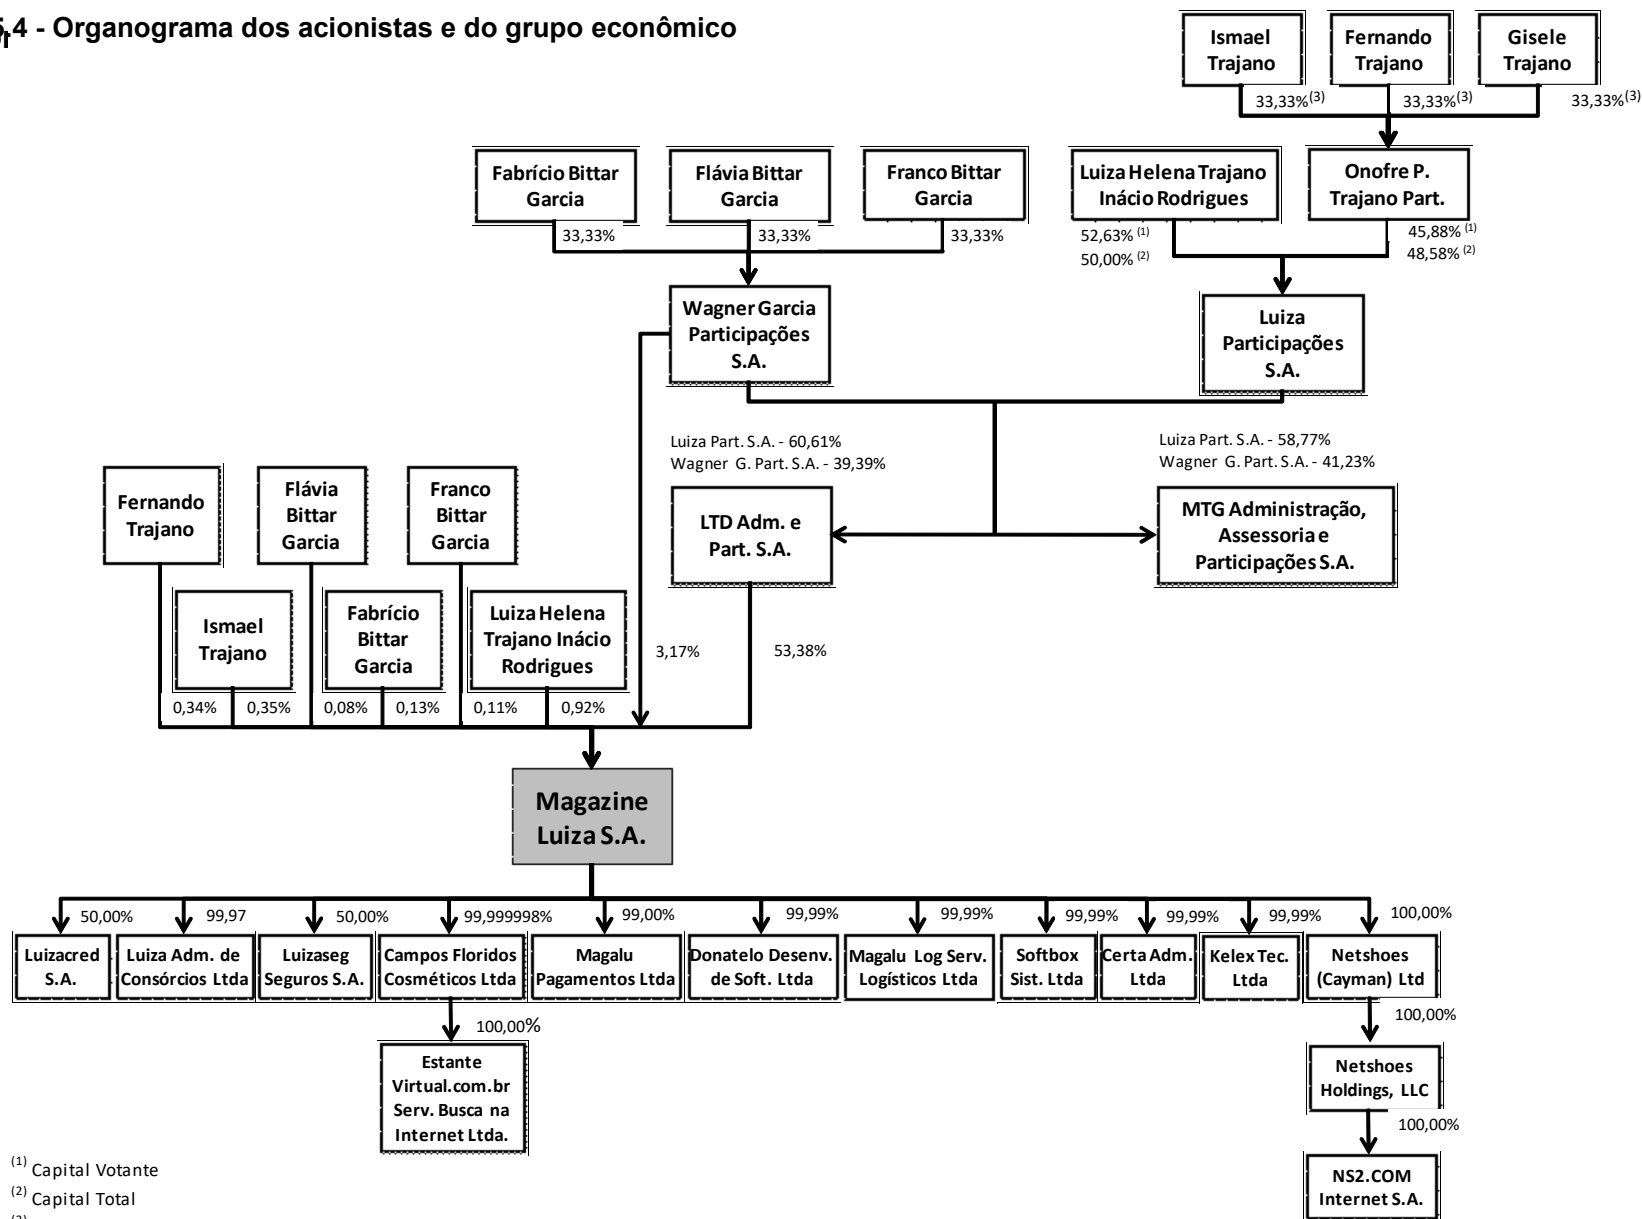 5.4 - Organograma dos acionistas e do grupo econômico
Ismael
Trajano
Fernando
Trajano
Gisele
Trajano
33,33%(3)
33,33%(3)
33,33%(3)
Fabrício Bittar
Garcia
Flávia Bittar
Garcia
Franco Bittar
Garcia
Luiza Helena Trajano
Inácio Rodrigues
Onofre P.
Trajano Part.
33,33%
33,33%
33,33%
52,63% (1)
50,00% (2)
45,88% (1)
48,58% (2)
Wagner Garcia
Participações
S.A.
Luiza
Participações
S.A.
Luiza Part. S.A. - 60,61%
Wagner G. Part. S.A. - 39,39%
Luiza Part. S.A. - 58,77%
Wagner G. Part. S.A. - 41,23%
Fernando
Trajano
Flávia
Bittar
Garcia
Franco
Bittar
Garcia
LTD Adm. e
Part. S.A.
MTG Administração,
Assessoria e
Participações S.A.
Ismael
Trajano
Fabrício
Bittar
Garcia
Luiza Helena
Trajano Inácio
Rodrigues
3,17%
53,38%
0,34%
0,35%
0,08%
0,13%
0,11%
0,92%
Magazine
Luiza S.A.
50,00%
99,97
50,00%
99,999998%
99,00%
99,99%
99,99%
99,99%
99,99%
99,99%
100,00%
Luizacred
S.A.
Luiza Adm. de
Consórcios Ltda
Luizaseg
Seguros S.A.
Campos Floridos
Cosméticos Ltda
Magalu
Pagamentos Ltda
Donatelo Desenv.
de Soft. Ltda
Magalu Log Serv.
Logísticos Ltda
Softbox
Sist. Ltda
Certa Adm.
Ltda
Kelex Tec.
Ltda
Netshoes
(Cayman) Ltd
100,00%
100,00%
Estante
Virtual.com.br
Serv. Busca na
Internet Ltda.
Netshoes
Holdings, LLC
100,00%
NS2.COM
Internet S.A.
(1) Capital Votante
(2) Capital Total